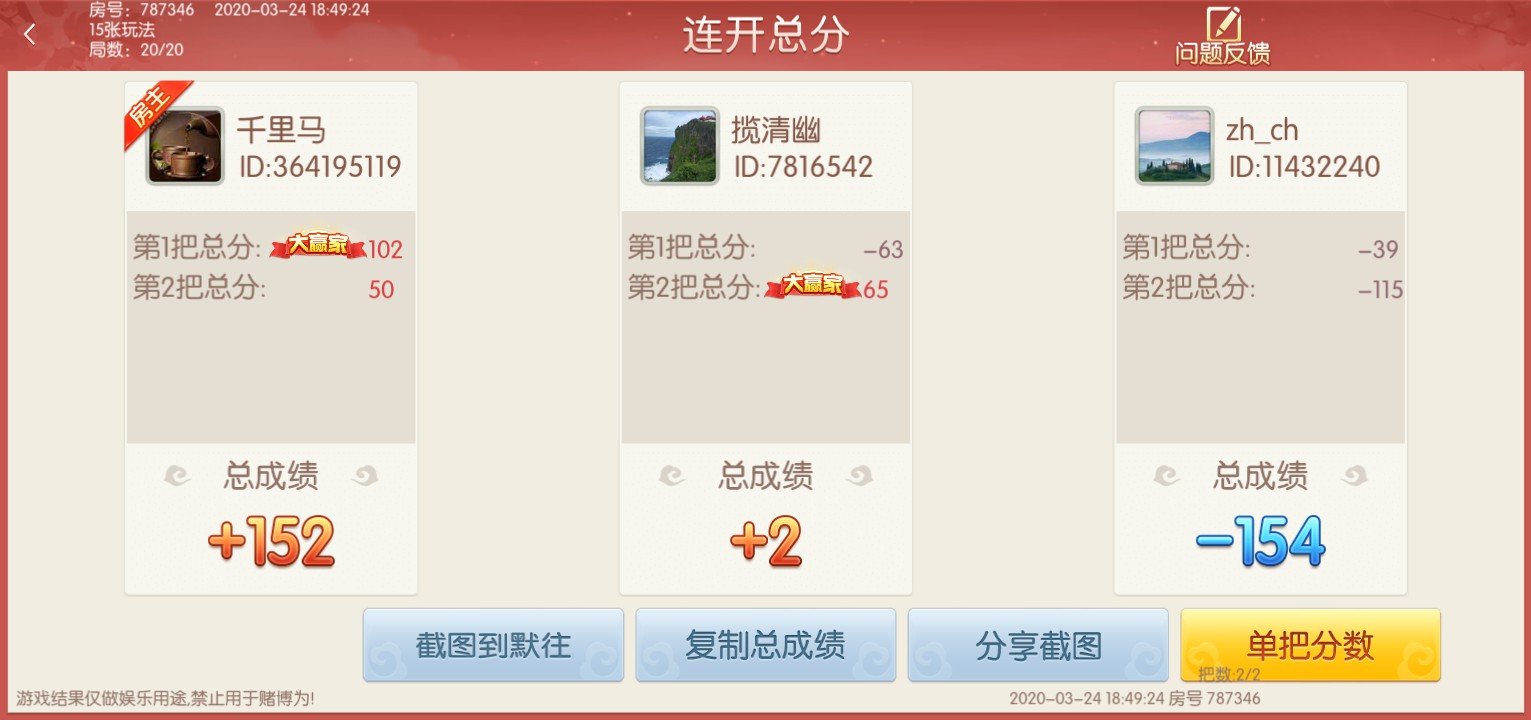 房号：787346 2020-03-24 18:49:24
15张玩法
局数：20/20
连开总分
问题反馈
房主
千里马
ID:364195119
第1把总分: 大赢家 102
第2把总分: 50
总成绩
+152
揽清幽
ID:7816542
第1把总分: -63
第2把总分: 大赢家 65
总成绩
+2
zh_ch
ID:11432240
第1把总分: -39
第2把总分: -115
总成绩
-154
截图到默往
复制总成绩
分享截图
单把分数
把数:2/2
游戏结果仅做娱乐用途,禁止用于赌博为!
2020-03-24 18:49:24 房号 787346